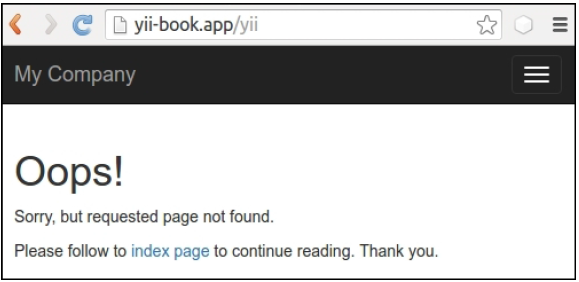 yii-book.app/yii
My Company
Oops!
Sorry, but requested page not found.
Please follow to index page to continue reading. Thank you.